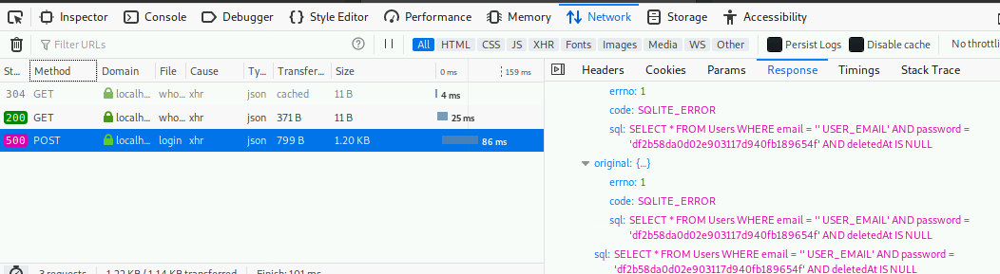 Inspector Console Debugger Style Editor Performance Memory Network Storage Accessibility
Filter URLs All HTML CSS JS XHR Fonts Images Media WS Other Persist Logs Disable cache No throttli
St... Method Domain File Cause Ty... Transfer... Size 0 ms 159 ms
304 GET localh... who... xhr json cached 11 B 4 ms
200 GET localh... who... xhr json 371 B 11 B 25 ms
500 POST localh... login xhr json 799 B 1.20 KB 86 ms
3 requests 1.22 KB / 1.14 KB transferred Finish: 101 ms
Headers Cookies Params Response Timings Stack Trace
errno: 1
code: SQLITE_ERROR
sql: SELECT * FROM Users WHERE email = '' USER_EMAIL' AND password =
'df2b58da0d02e903117d940fb189654f' AND deletedAt IS NULL
original: {...}
errno: 1
code: SQLITE_ERROR
sql: SELECT * FROM Users WHERE email = '' USER_EMAIL' AND password =
'df2b58da0d02e903117d940fb189654f' AND deletedAt IS NULL
sql: SELECT * FROM Users WHERE email = '' USER_EMAIL' AND password =
'df2b58da0d02e903117d940fb189654f' AND deletedAt IS NULL